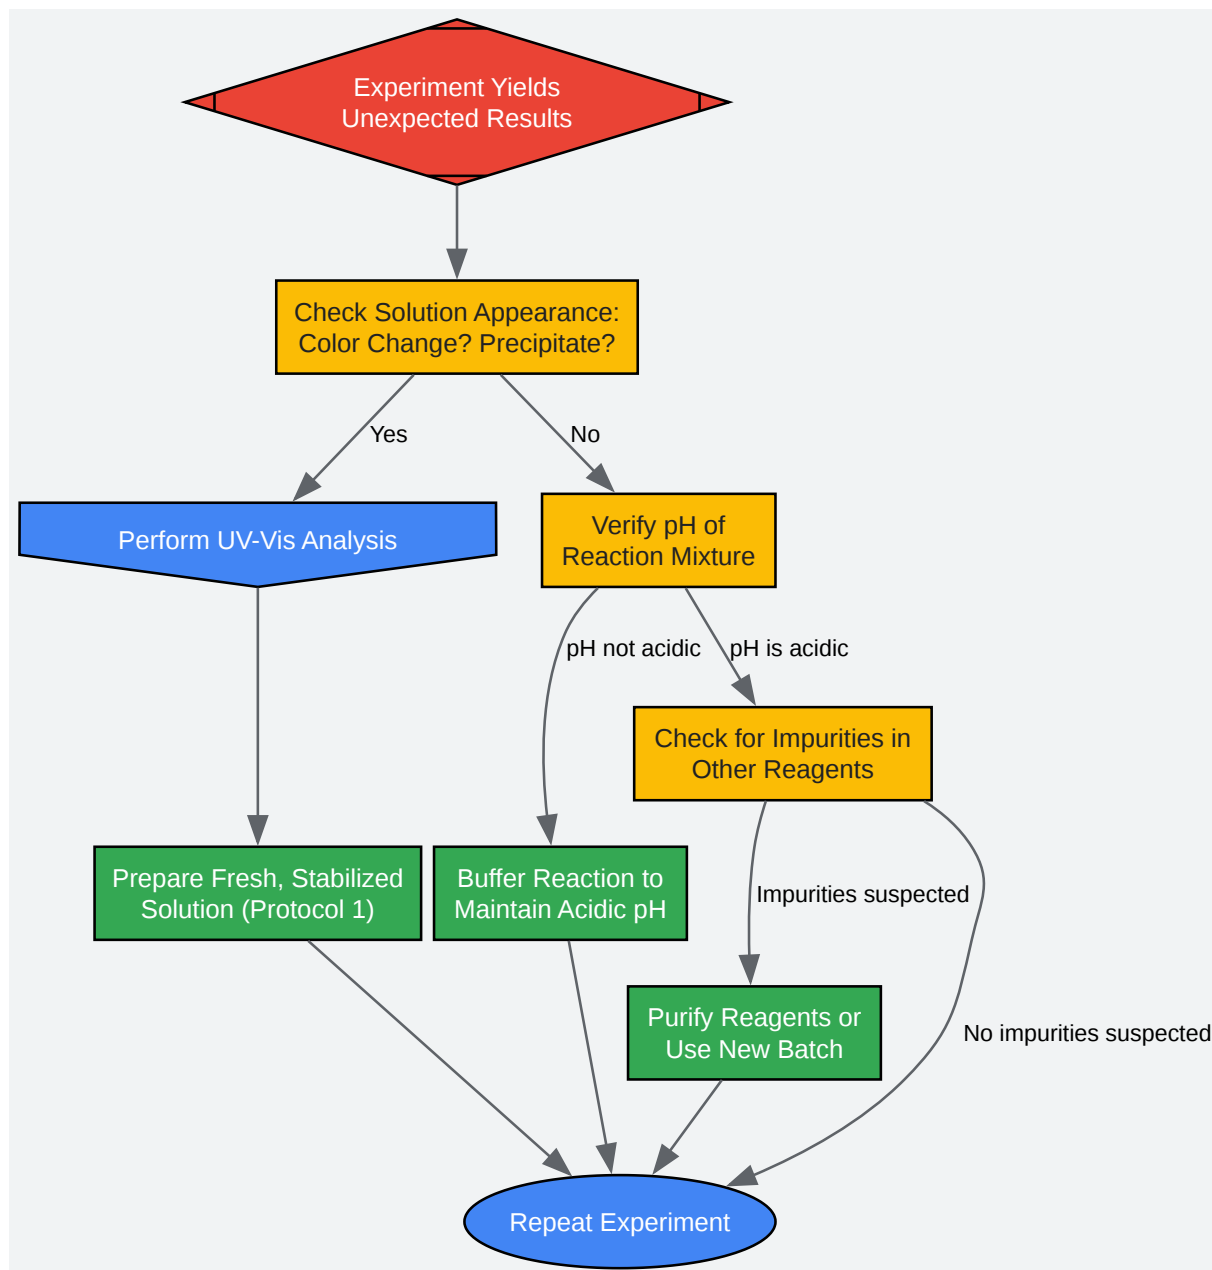 Experiment Yields
Unexpected Results
Check Solution Appearance:
Color Change? Precipitate?
Yes
No
Perform UV-Vis Analysis
Verify pH of
Reaction Mixture
pH not acidic
pH is acidic
Check for Impurities in
Other Reagents
Prepare Fresh, Stabilized
Solution (Protocol 1)
Buffer Reaction to
Maintain Acidic pH
Impurities suspected
Purify Reagents or
Use New Batch
No impurities suspected
Repeat Experiment